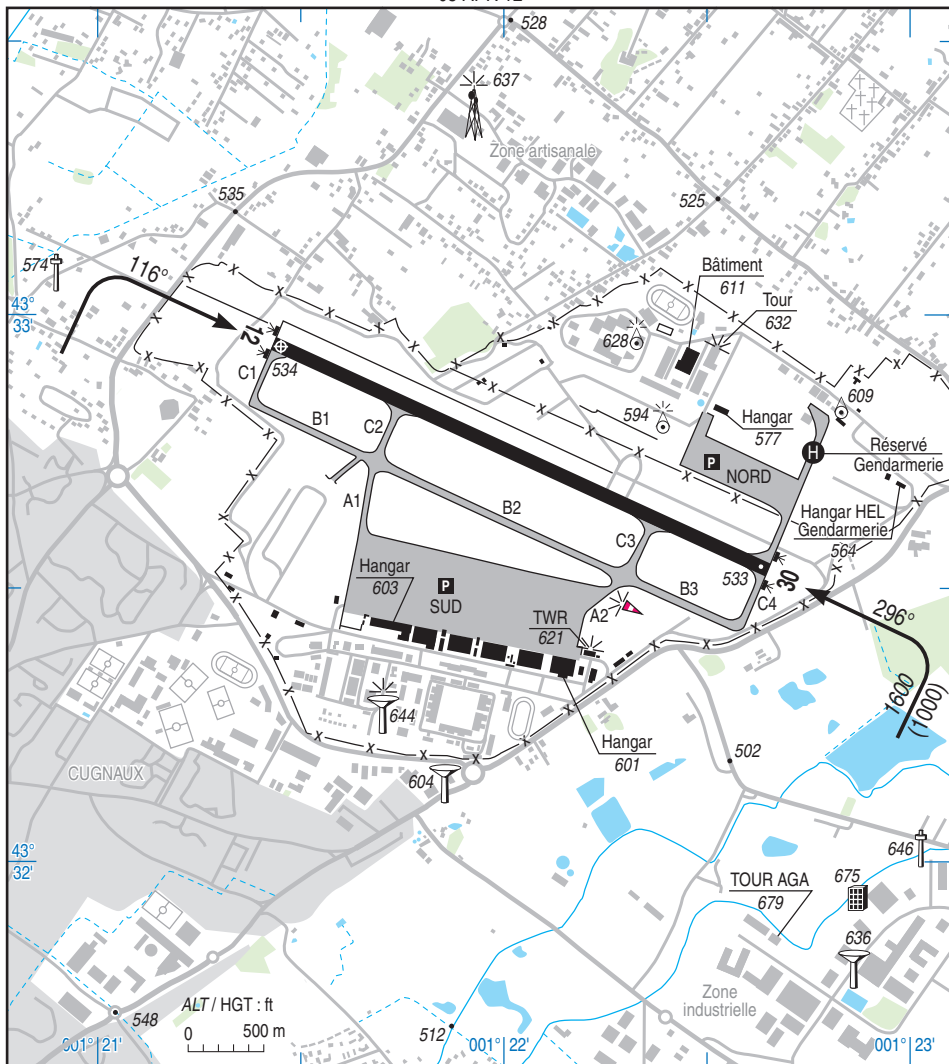 528
637
Zone artisanale
535
525
574
116°
Bâtiment
611
Tour
632
43°
33'
12
628
C1
534
594
609
Hangar
577
B1
C2
Réservé
Gendarmerie
H
P
NORD
A1
B2
Hangar HEL
Gendarmerie
564
C3
Hangar
603
P
SUD
533
30
B3
C4
TWR
621
A2
296°
1600
(1000)
644
Hangar
601
502
CUGNAUX
604
43°
32'
646
TOUR AGA
679
675
636
Zone
industrielle
548
ALT / HGT : ft
0 500 m
512
001° 21'
001° 22'
001° 23'